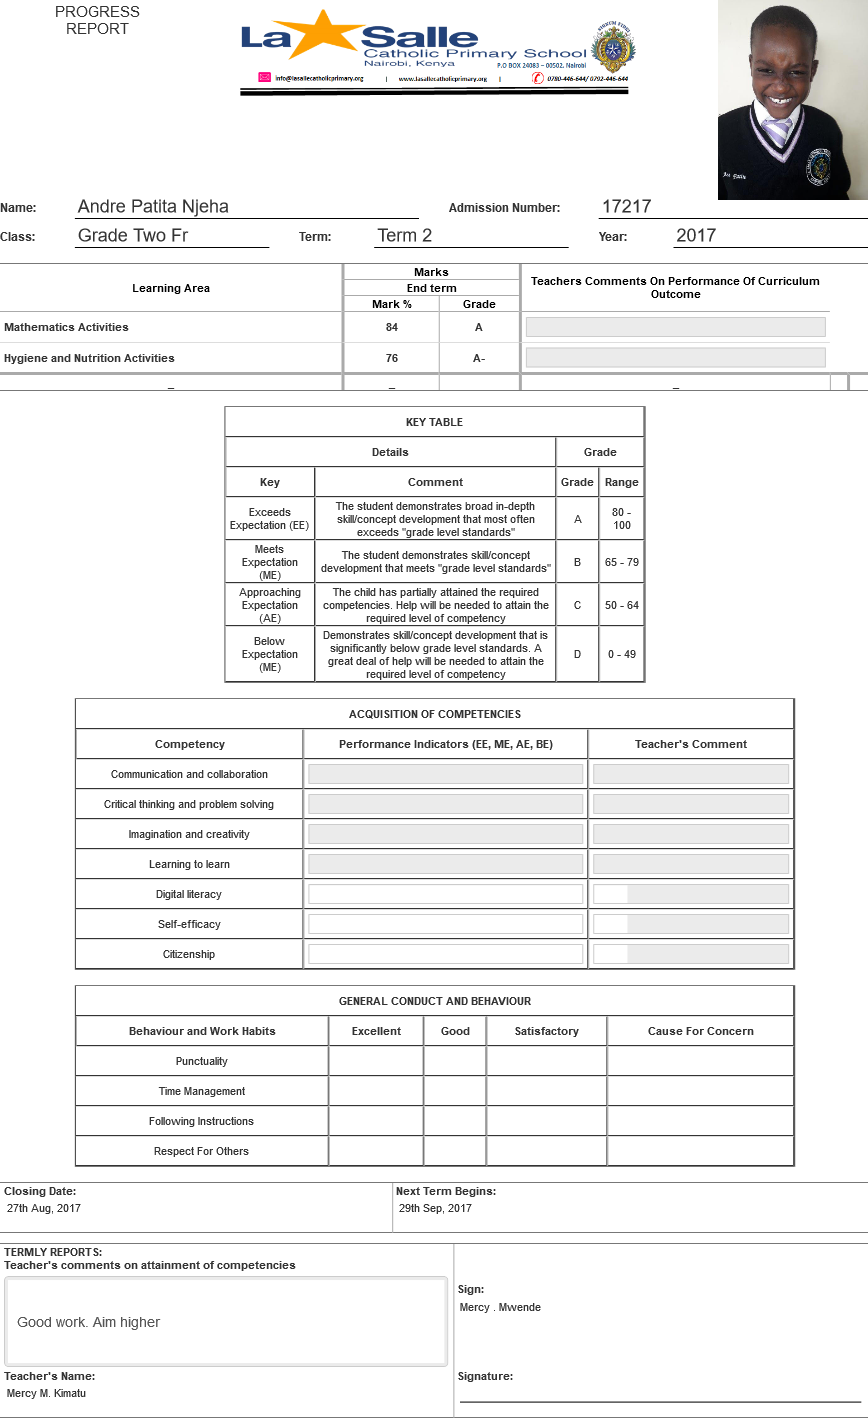 PROGRESS
REPORT
La Salle
Catholic Primary School
Nairobi, Kenya
P.O BOX 24083 – 00502, Nairobi
info@lasallecatholicprimary.org | www.lasallecatholicprimary.org | 0780-446-644/ 0792-446-644
Name: Andre Patita Njeha Admission Number: 17217
Class: Grade Two Fr Term: Term 2 Year: 2017
Learning Area Marks Teachers Comments On Performance Of Curriculum Outcome
End term
Mark % Grade
Mathematics Activities 84 A
Hygiene and Nutrition Activities 76 A-
_ _ _
KEY TABLE
Details Grade
Key Comment Grade Range
Exceeds Expectation (EE) The student demonstrates broad in-depth skill/concept development that most often exceeds "grade level standards" A 80 - 100
Meets Expectation (ME) The student demonstrates skill/concept development that meets "grade level standards" B 65 - 79
Approaching Expectation (AE) The child has partially attained the required competencies. Help will be needed to attain the required level of competency C 50 - 64
Below Expectation (ME) Demonstrates skill/concept development that is significantly below grade level standards. A great deal of help will be needed to attain the required level of competency D 0 - 49
ACQUISITION OF COMPETENCIES
Competency Performance Indicators (EE, ME, AE, BE) Teacher's Comment
Communication and collaboration
Critical thinking and problem solving
Imagination and creativity
Learning to learn
Digital literacy
Self-efficacy
Citizenship
GENERAL CONDUCT AND BEHAVIOUR
Behaviour and Work Habits Excellent Good Satisfactory Cause For Concern
Punctuality
Time Management
Following Instructions
Respect For Others
Closing Date: Next Term Begins:
27th Aug, 2017 29th Sep, 2017
TERMLY REPORTS:
Teacher's comments on attainment of competencies
Good work. Aim higher
Sign:
Mercy . Mwende
Teacher's Name: Signature:
Mercy M. Kimatu